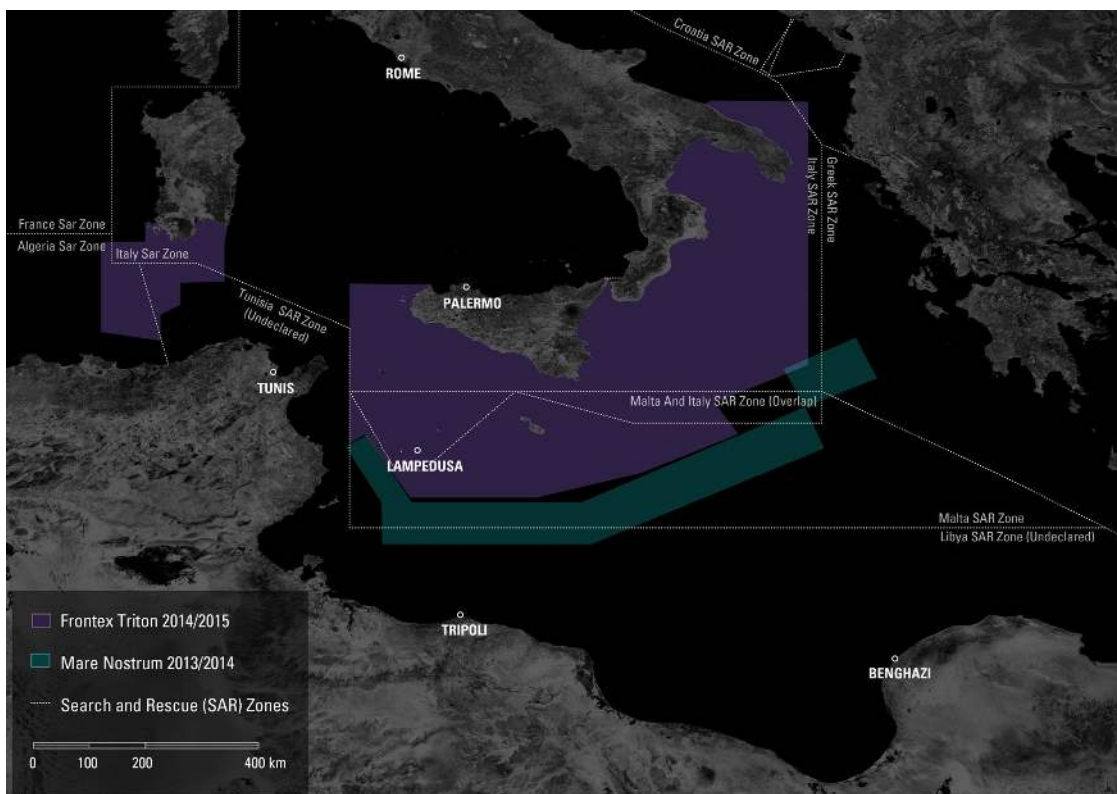 Croatia SAR Zone
ROME
Italy SAR Zone
Greek SAR Zone
France Sar Zone
Algeria Sar Zone
Italy Sar Zone
Tunisia SAR Zone
(Undeclared)
PALERMO
TUNIS
Malta And Italy SAR Zone (Overlap)
LAMPEDUSA
Malta SAR Zone
Libya SAR Zone (Undeclared)
TRIPOLI
BENGHAZI
Frontex Triton 2014/2015
Mare Nostrum 2013/2014
Search and Rescue (SAR) Zones
0 100 200 400 km